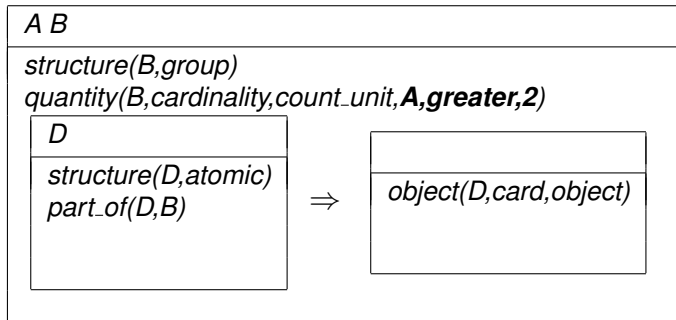 A B
structure(B,group)
quantity(B,cardinality,count_unit,A,greater,2)
D
structure(D,atomic)
part_of(D,B)
⇒
object(D,card,object)